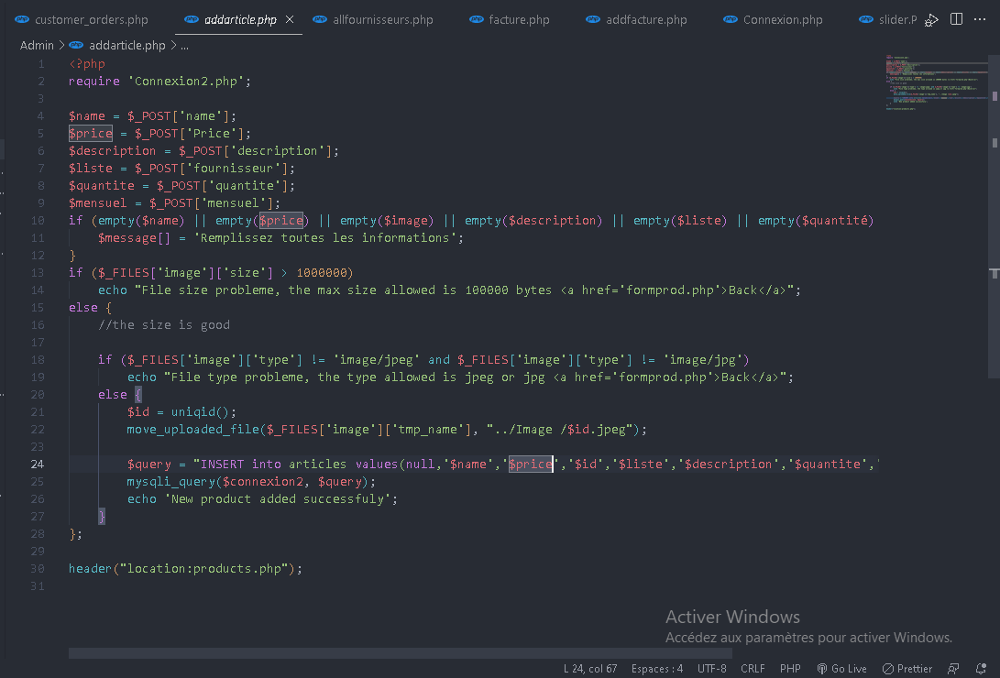 customer_orders.php addarticle.php × allfournisseurs.php facture.php addfacture.php Connexion.php slider.P ...
Admin > addarticle.php > ...
1 <?php
2 require 'Connexion2.php';
3
4 $name = $_POST['name'];
5 $price = $_POST['Price'];
6 $description = $_POST['description'];
7 $liste = $_POST['fournisseur'];
8 $quantite = $_POST['quantite'];
9 $mensuel = $_POST['mensuel'];
10 if (empty($name) || empty($price) || empty($image) || empty($description) || empty($liste) || empty($quantité)
11 $message[] = 'Remplissez toutes les informations';
12 }
13 if ($_FILES['image']['size'] > 1000000)
14 echo "File size probleme, the max size allowed is 100000 bytes <a href='formprod.php'>Back</a>";
15 else {
16 //the size is good
17
18 if ($_FILES['image']['type'] != 'image/jpeg' and $_FILES['image']['type'] != 'image/jpg')
19 echo "File type probleme, the type allowed is jpeg or jpg <a href='formprod.php'>Back</a>";
20 else {
21 $id = uniqid();
22 move_uploaded_file($_FILES['image']['tmp_name'], "../Image /$id.jpeg");
23
24 $query = "INSERT into articles values(null,'$name','$price','$id','$liste','$description','$quantite','
25 mysqli_query($connexion2, $query);
26 echo 'New product added successfuly';
27 }
28 };
29
30 header("location:products.php");
31
Activer Windows
Accédez aux paramètres pour activer Windows.
L 24, col 67 Espaces : 4 UTF-8 CRLF PHP Go Live Prettier